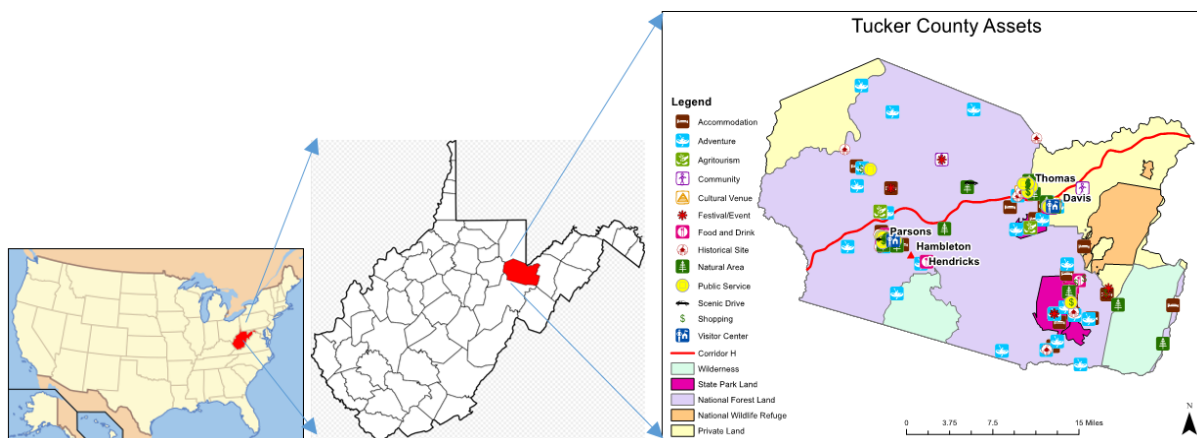 Tucker County Assets
Legend
Accommodation
Adventure
Agritourism
Community
Cultural Venue
Festival/Event
Food and Drink
Historical Site
Natural Area
Public Service
Scenic Drive
$ Shopping
Visitor Center
Corridor H
Wilderness
State Park Land
National Forest Land
National Wildlife Refuge
Private Land
Thomas
Davis
Parsons
Hambleton
Hendricks
N
0 3.75 7.5 15 Miles